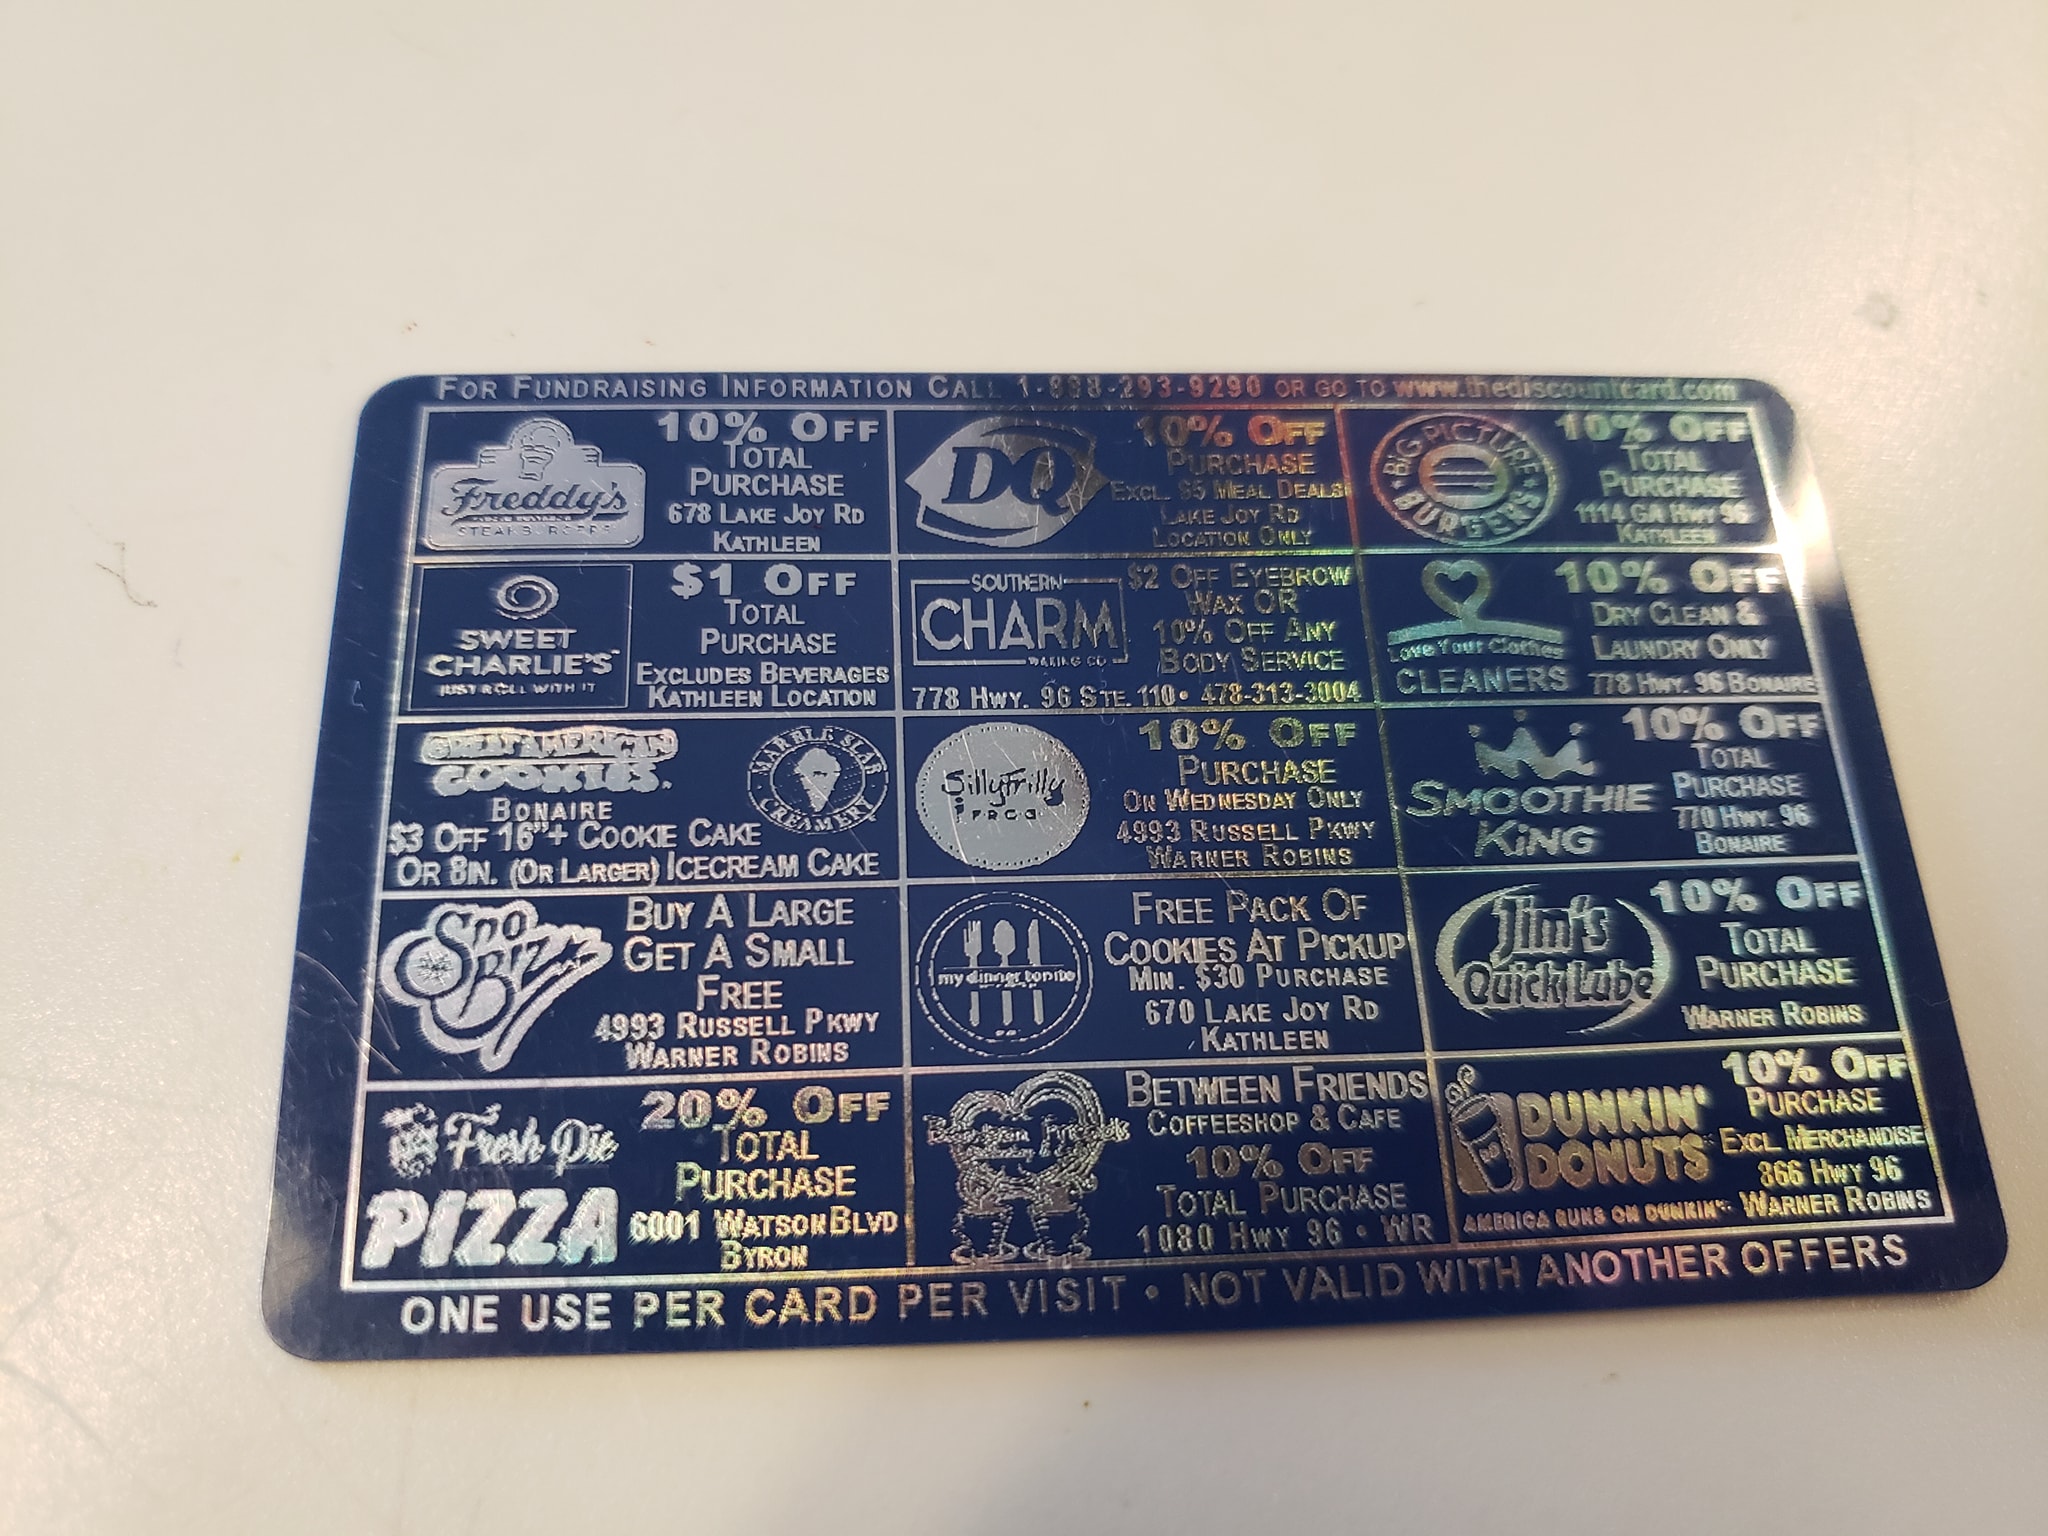 FOR FUNDRAISING INFORMATION CALL 1-888-293-9290 OR GO TO www.thediscountcard.com
Freddy's
STEAKBURGERS
10% OFF
TOTAL
PURCHASE
678 LAKE JOY RD
KATHLEEN
DQ
10% OFF
PURCHASE
EXCL. $5 MEAL DEALS
LAKE JOY RD
LOCATION ONLY
BIG PICTURE
BURGERS
10% OFF
TOTAL
PURCHASE
1114 GA HWY 96
KATHLEEN
SWEET
CHARLIE'S
JUST ROLL WITH IT
$1 OFF
TOTAL
PURCHASE
EXCLUDES BEVERAGES
KATHLEEN LOCATION
SOUTHERN
CHARM
WAXING CO
$2 OFF EYEBROW
WAX OR
10% OFF ANY
BODY SERVICE
778 HWY. 96 STE. 110 • 478-313-3004
Love Your Clothes
CLEANERS
10% OFF
DRY CLEAN &
LAUNDRY ONLY
778 HWY. 96 BONAIRE
GREAT AMERICAN
COOKIES.
BONAIRE
MARBLE SLAB
CREAMERY
$3 OFF 16"+ COOKIE CAKE
OR 8IN. (OR LARGER) ICECREAM CAKE
SillyFrilly
FROG
10% OFF
PURCHASE
ON WEDNESDAY ONLY
4993 RUSSELL PKWY
WARNER ROBINS
SMOOTHIE
KING
10% OFF
TOTAL
PURCHASE
770 HWY. 96
BONAIRE
BUY A LARGE
GET A SMALL
FREE
4993 RUSSELL PKWY
WARNER ROBINS
my dinner tonite
FREE PACK OF
COOKIES AT PICKUP
MIN. $30 PURCHASE
670 LAKE JOY RD
KATHLEEN
Jim's
Quick Lube
10% OFF
TOTAL
PURCHASE
WARNER ROBINS
Fresh Pie
PIZZA
20% OFF
TOTAL
PURCHASE
6001 WATSON BLVD
BYRON
Between Friends
BETWEEN FRIENDS
COFFEESHOP & CAFE
10% OFF
TOTAL PURCHASE
1080 HWY 96 • WR
DUNKIN'
DONUTS
AMERICA RUNS ON DUNKIN'
10% OFF
PURCHASE
EXCL. MERCHANDISE
866 HWY 96
WARNER ROBINS
ONE USE PER CARD PER VISIT • NOT VALID WITH ANOTHER OFFERS